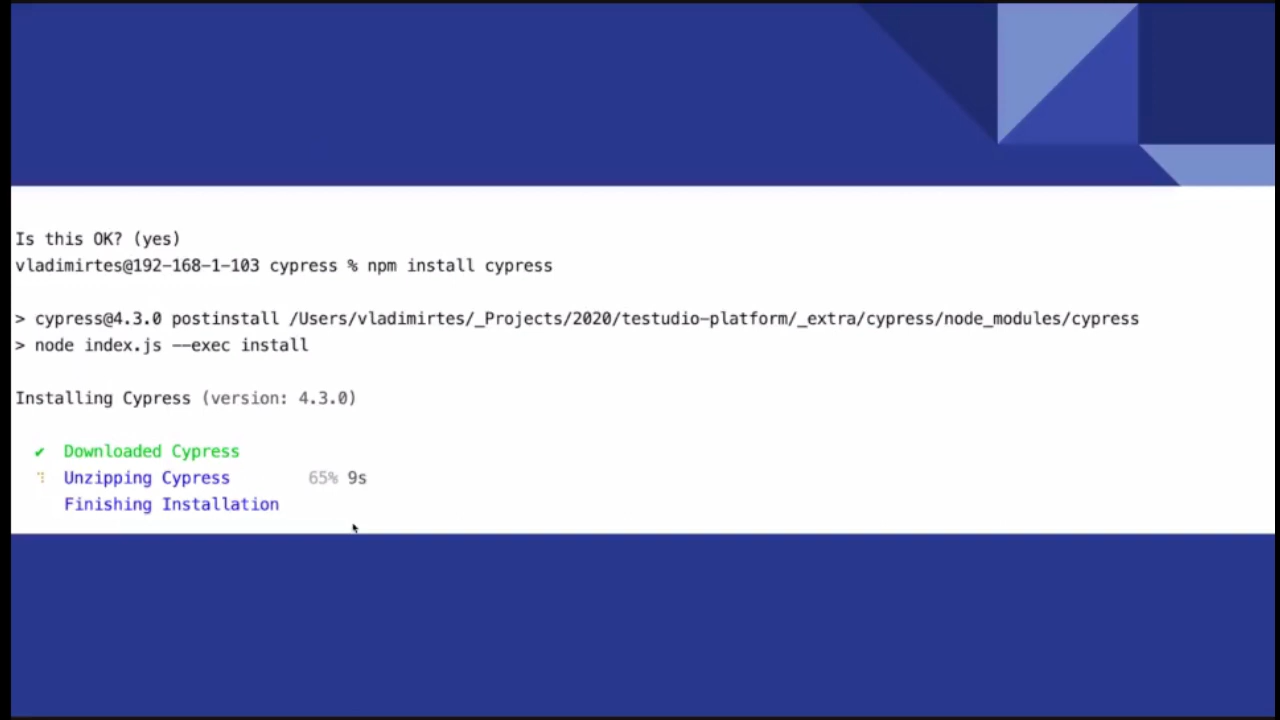 Is this OK? (yes)
vladimirtes@192-168-1-103 cypress % npm install cypress
> cypress@4.3.0 postinstall /Users/vladimirtes/_Projects/2020/testudio-platform/_extra/cypress/node_modules/cypress
> node index.js --exec install
Installing Cypress (version: 4.3.0)
✔ Downloaded Cypress
Unzipping Cypress 65% 9s
Finishing Installation